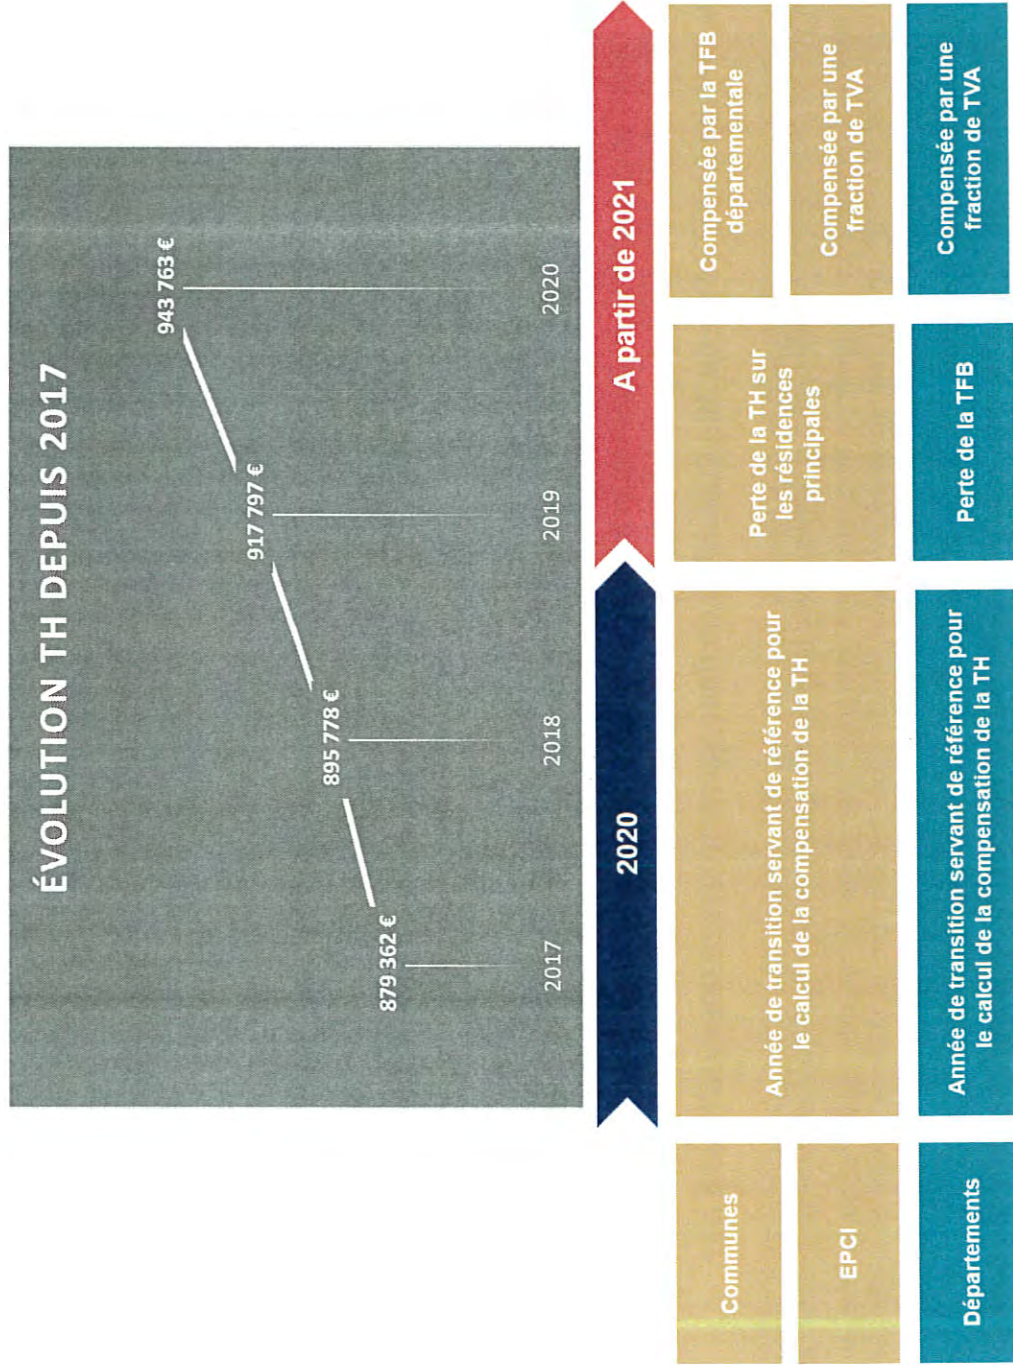 ÉVOLUTION TH DEPUIS 2017
879 362 €
895 778 €
917 797 €
943 763 €
2017
2018
2019
2020
2020
A partir de 2021
Communes
EPCI
Départements
Année de transition servant de référence pour
le calcul de la compensation de la TH
Année de transition servant de référence pour
le calcul de la compensation de la TH
Perte de la TH sur
les résidences
principales
Perte de la TFB
Compensée par la TFB
départementale
Compensée par une
fraction de TVA
Compensée par une
fraction de TVA